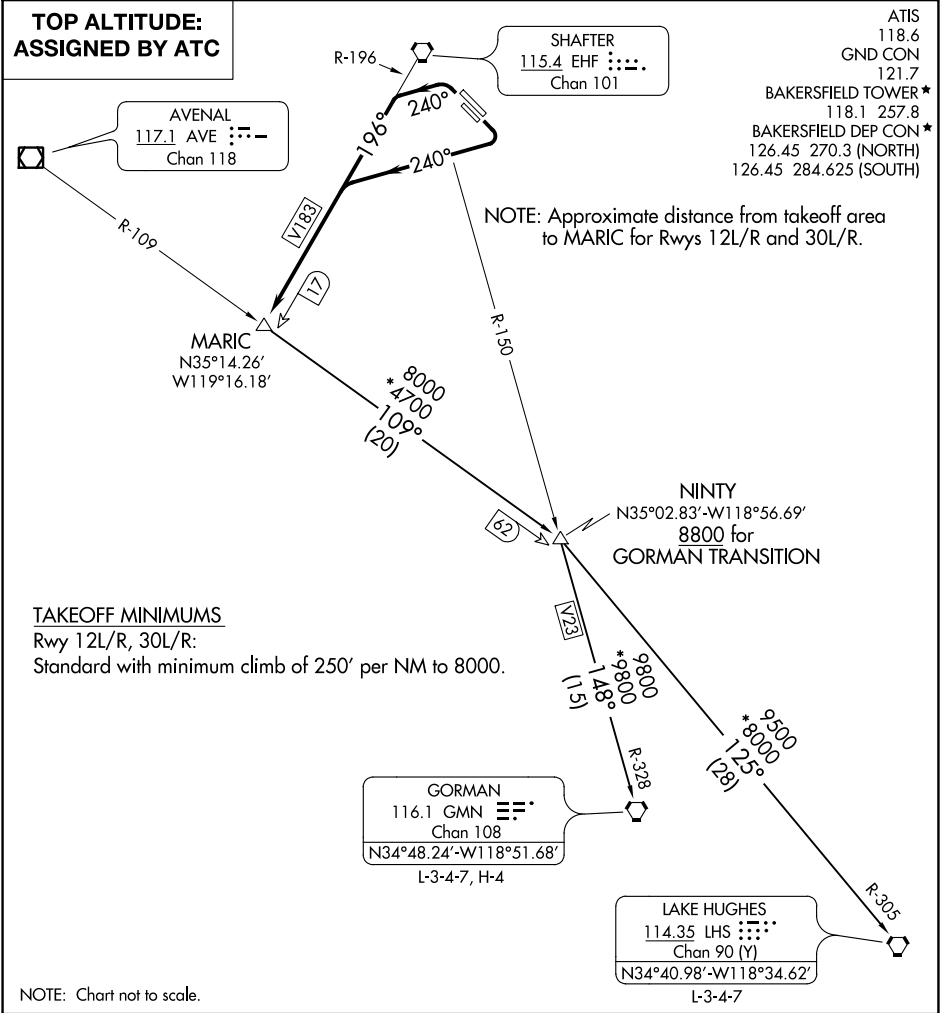 TOP ALTITUDE:
ASSIGNED BY ATC
ATIS
118.6
GND CON
121.7
BAKERSFIELD TOWER★
118.1 257.8
BAKERSFIELD DEP CON★
126.45 270.3 (NORTH)
126.45 284.625 (SOUTH)
SHAFTER
115.4 EHF
Chan 101
R-196
AVENAL
117.1 AVE
Chan 118
240°
196°
240°
R-109
V183
17
NOTE: Approximate distance from takeoff area
to MARIC for Rwys 12L/R and 30L/R.
R-150
MARIC
N35°14.26'
W119°16.18'
8000
*4700
109°
(20)
62
NINTY
N35°02.83'-W118°56.69'
8800 for
GORMAN TRANSITION
TAKEOFF MINIMUMS
Rwy 12L/R, 30L/R:
Standard with minimum climb of 250' per NM to 8000.
V23
9800
*9800
148°
(15)
R-328
9500
*8000
125°
(28)
R-305
GORMAN
116.1 GMN
Chan 108
N34°48.24'-W118°51.68'
L-3-4-7, H-4
LAKE HUGHES
114.35 LHS
Chan 90 (Y)
N34°40.98'-W118°34.62'
L-3-4-7
NOTE: Chart not to scale.